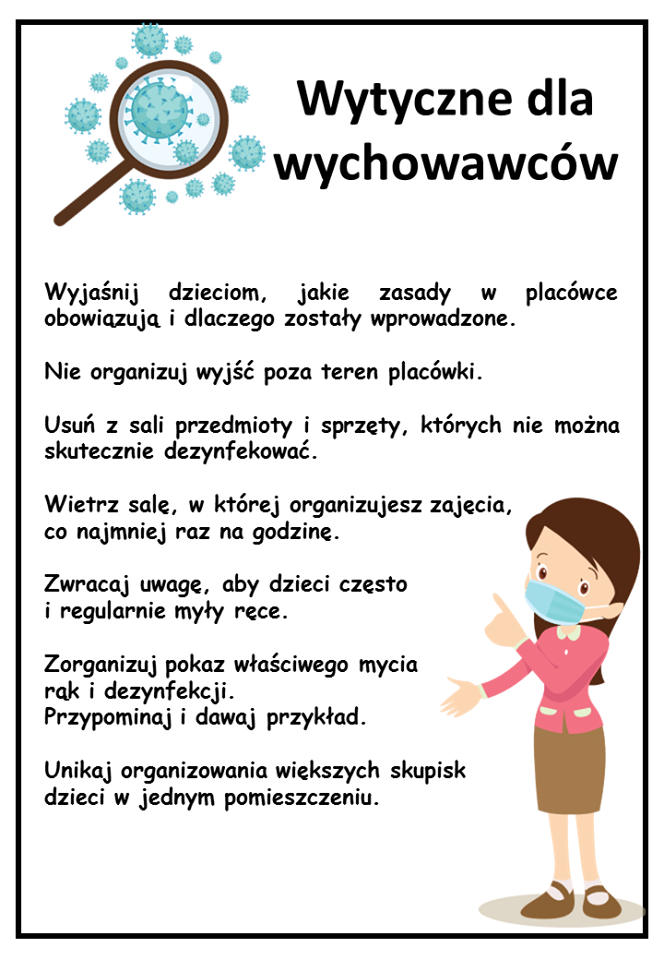 Wytyczne dla
wychowawców
Wyjaśnij dzieciom, jakie zasady w placówce
obowiązują i dlaczego zostały wprowadzone.
Nie organizuj wyjść poza teren placówki.
Usuń z sali przedmioty i sprzęty, których nie można
skutecznie dezynfekować.
Wietrz salę, w której organizujesz zajęcia,
co najmniej raz na godzinę.
Zwracaj uwagę, aby dzieci często
i regularnie myły ręce.
Zorganizuj pokaz właściwego mycia
rąk i dezynfekcji.
Przypominaj i dawaj przykład.
Unikaj organizowania większych skupisk
dzieci w jednym pomieszczeniu.